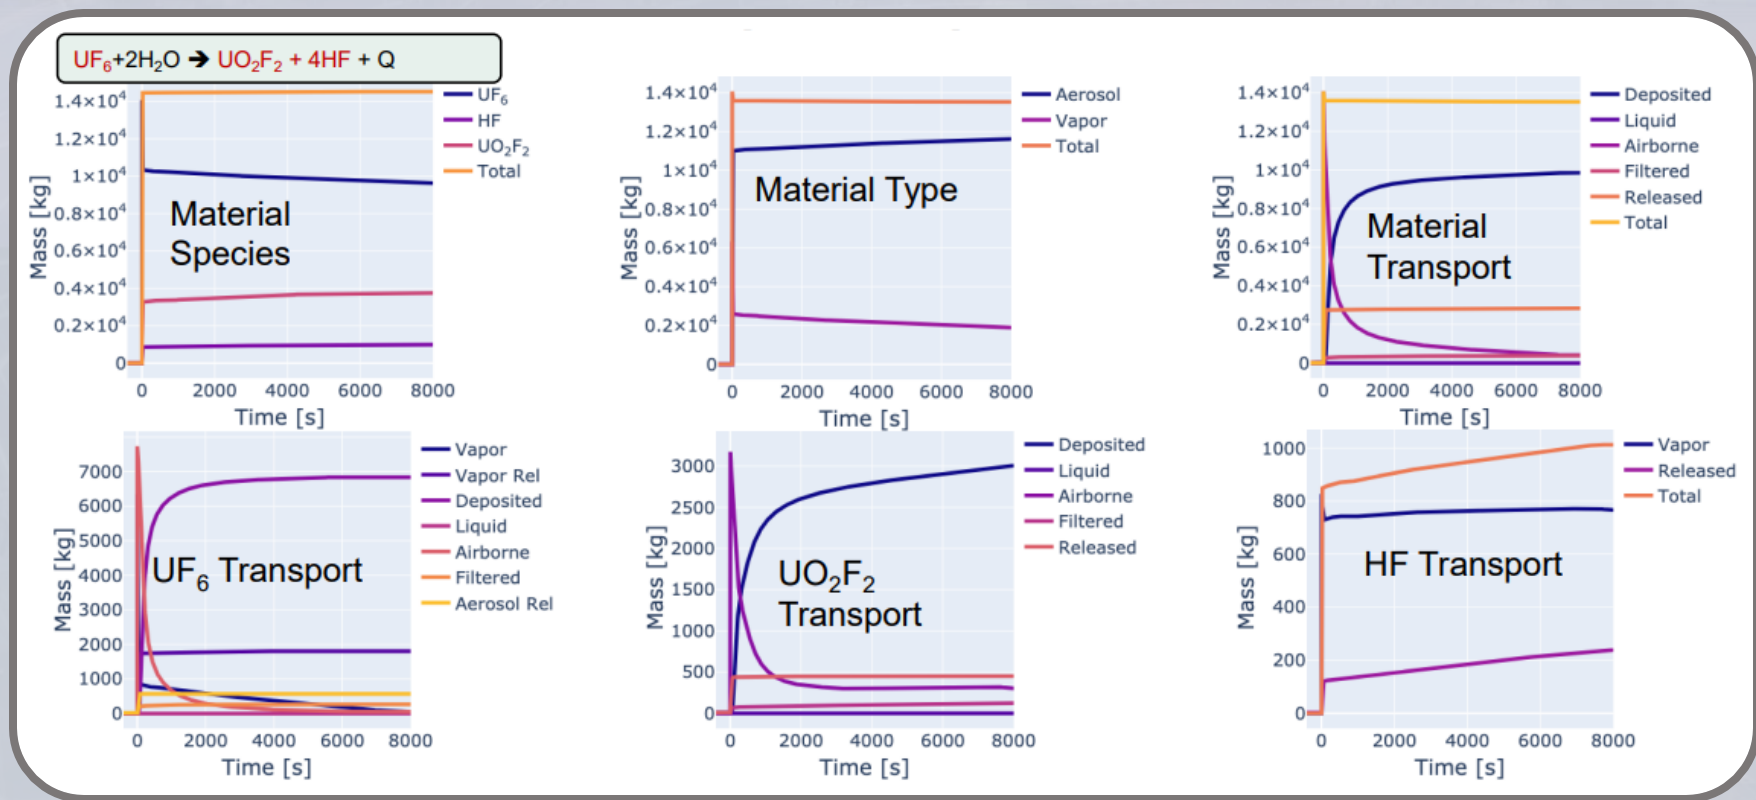 UF₆+2H₂O ➔ UO₂F₂ + 4HF + Q
1.4×10⁴
1.2×10⁴
1×10⁴
0.8×10⁴
0.6×10⁴
0.4×10⁴
0.2×10⁴
0
Mass [kg]
Material
Species
0 2000 4000 6000 8000
Time [s]
UF₆
HF
UO₂F₂
Total
1.4×10⁴
1.2×10⁴
1×10⁴
0.8×10⁴
0.6×10⁴
0.4×10⁴
0.2×10⁴
0
Mass [kg]
Material Type
0 2000 4000 6000 8000
Time [s]
Aerosol
Vapor
Total
1.4×10⁴
1.2×10⁴
1×10⁴
0.8×10⁴
0.6×10⁴
0.4×10⁴
0.2×10⁴
0
Mass [kg]
Material
Transport
0 2000 4000 6000 8000
Time [s]
Deposited
Liquid
Airborne
Filtered
Released
Total
7000
6000
5000
4000
3000
2000
1000
0
Mass [kg]
UF₆ Transport
0 2000 4000 6000 8000
Time [s]
Vapor
Vapor Rel
Deposited
Liquid
Airborne
Filtered
Aerosol Rel
3000
2500
2000
1500
1000
500
0
Mass [kg]
UO₂F₂
Transport
0 2000 4000 6000 8000
Time [s]
Deposited
Liquid
Airborne
Filtered
Released
1000
800
600
400
200
0
Mass [kg]
HF Transport
0 2000 4000 6000 8000
Time [s]
Vapor
Released
Total